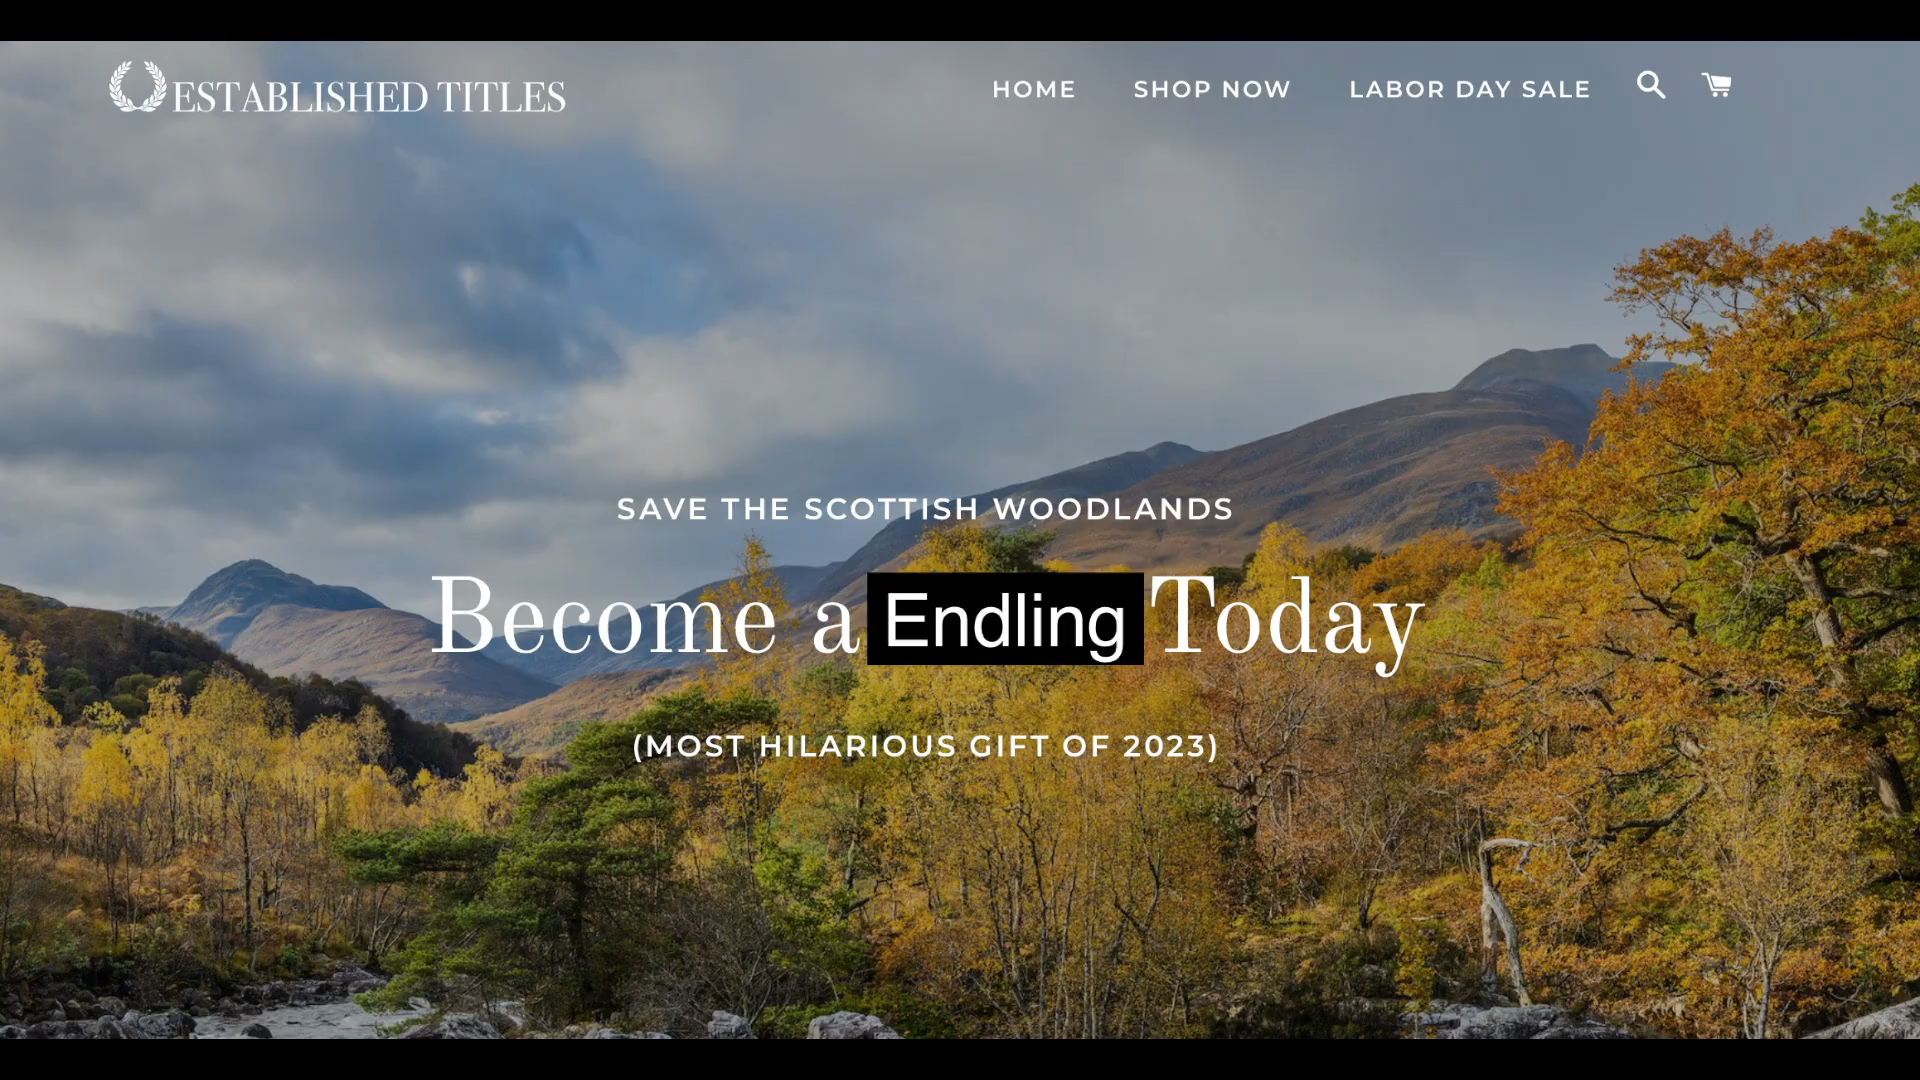 ESTABLISHED TITLES
HOME SHOP NOW LABOR DAY SALE
SAVE THE SCOTTISH WOODLANDS
Become a Endling Today
(MOST HILARIOUS GIFT OF 2023)